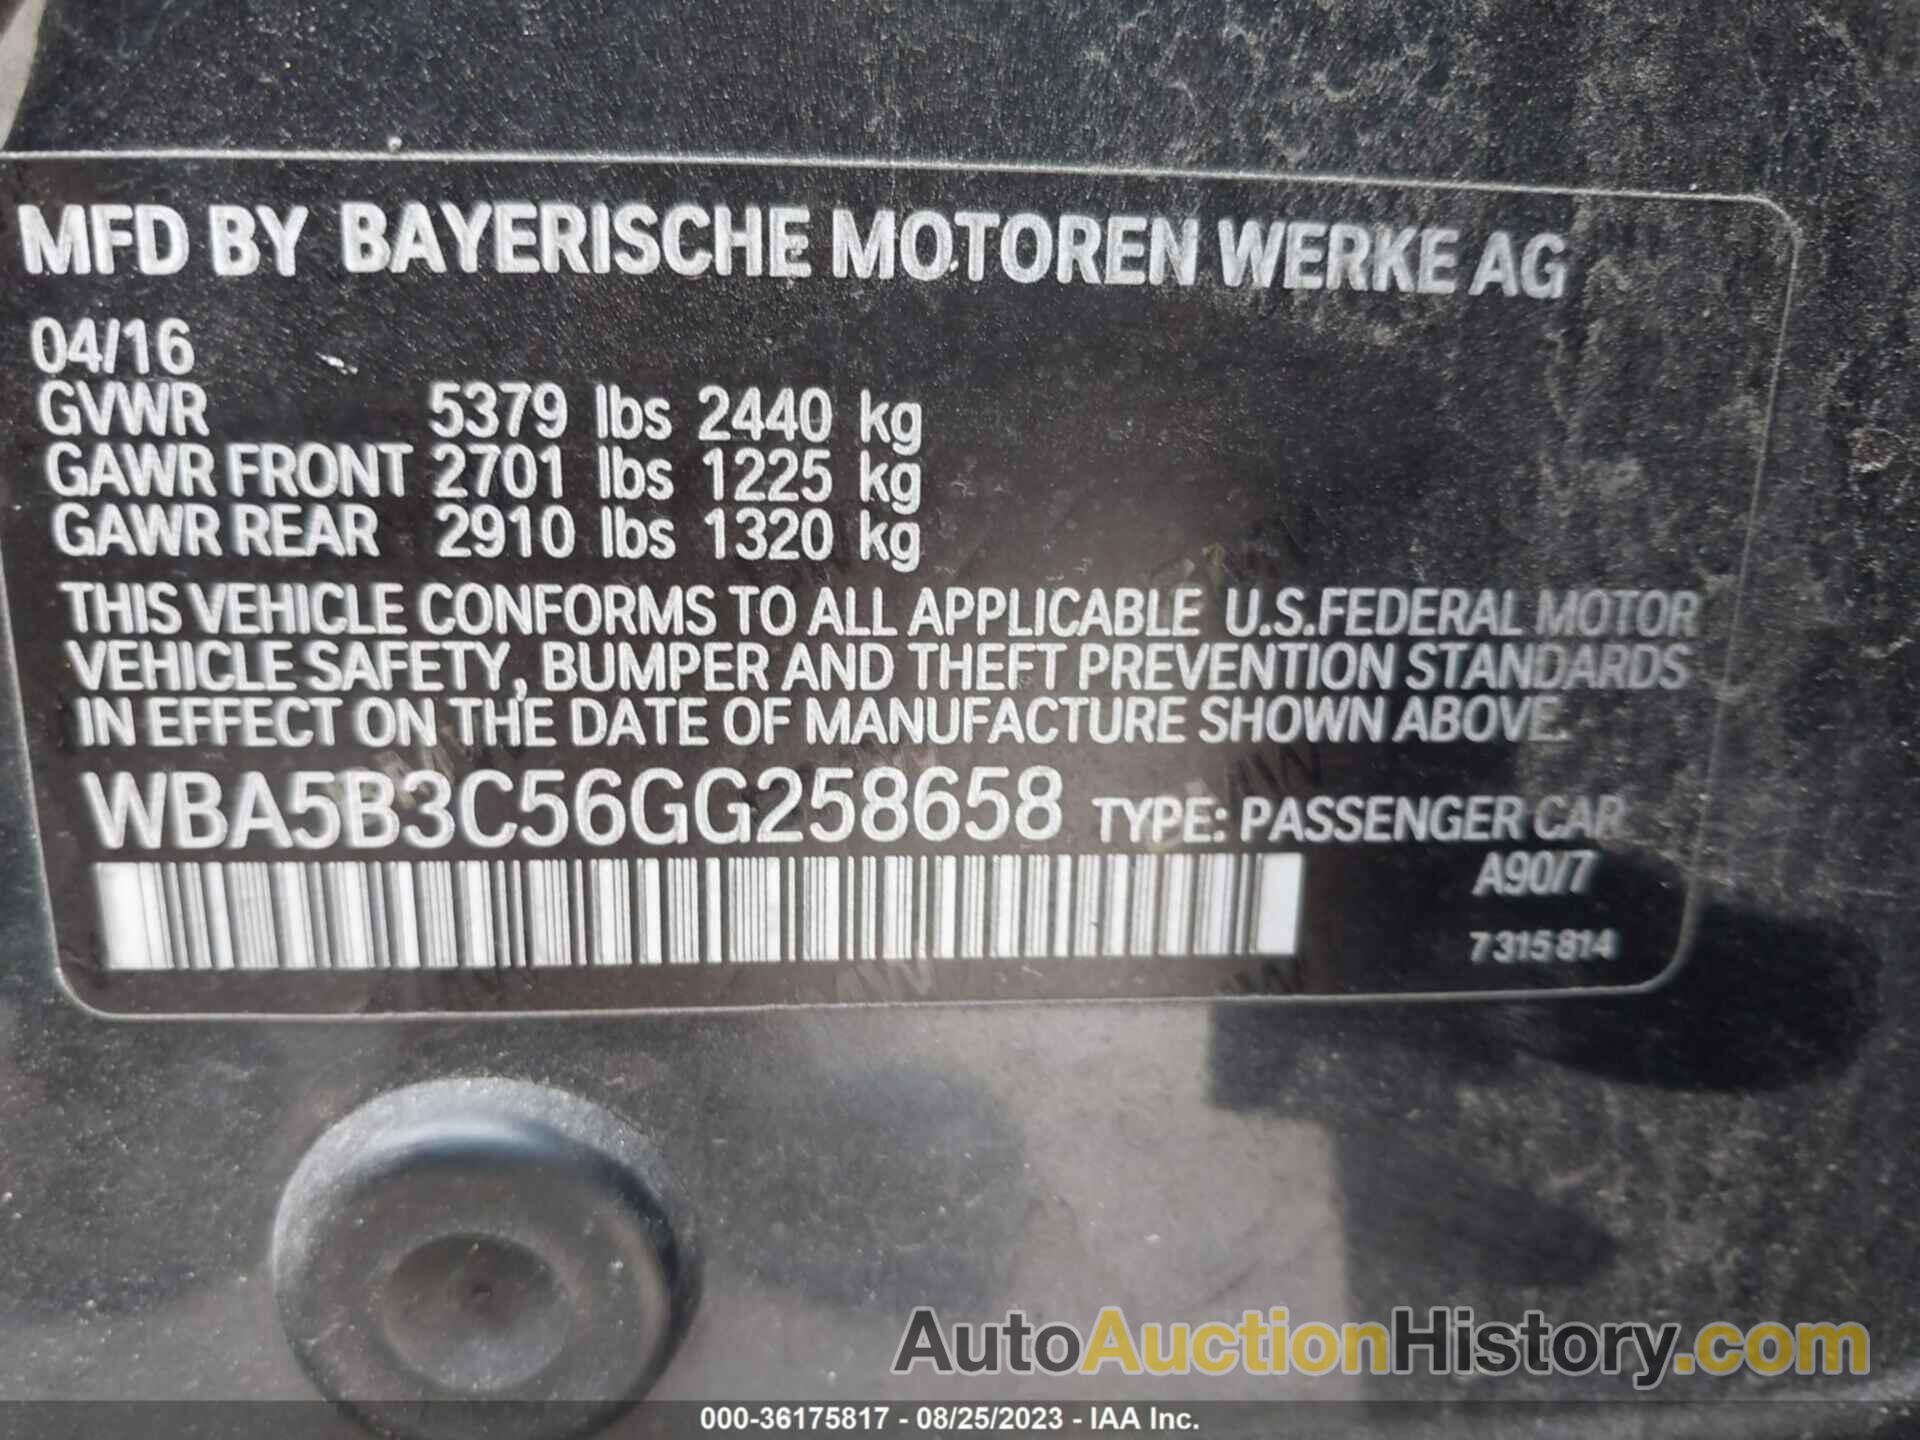 MFD BY BAYERISCHE MOTOREN WERKE AG
04/16
GVWR 5379 lbs 2440 kg
GAWR FRONT 2701 lbs 1225 kg
GAWR REAR 2910 lbs 1320 kg
THIS VEHICLE CONFORMS TO ALL APPLICABLE U.S.FEDERAL MOTOR
VEHICLE SAFETY, BUMPER AND THEFT PREVENTION STANDARDS
IN EFFECT ON THE DATE OF MANUFACTURE SHOWN ABOVE.
WBA5B3C56GG258658 TYPE: PASSENGER CAR
A90/7
7 315 814
AutoAuctionHistory.com
000-36175817 - 08/25/2023 - IAA Inc.